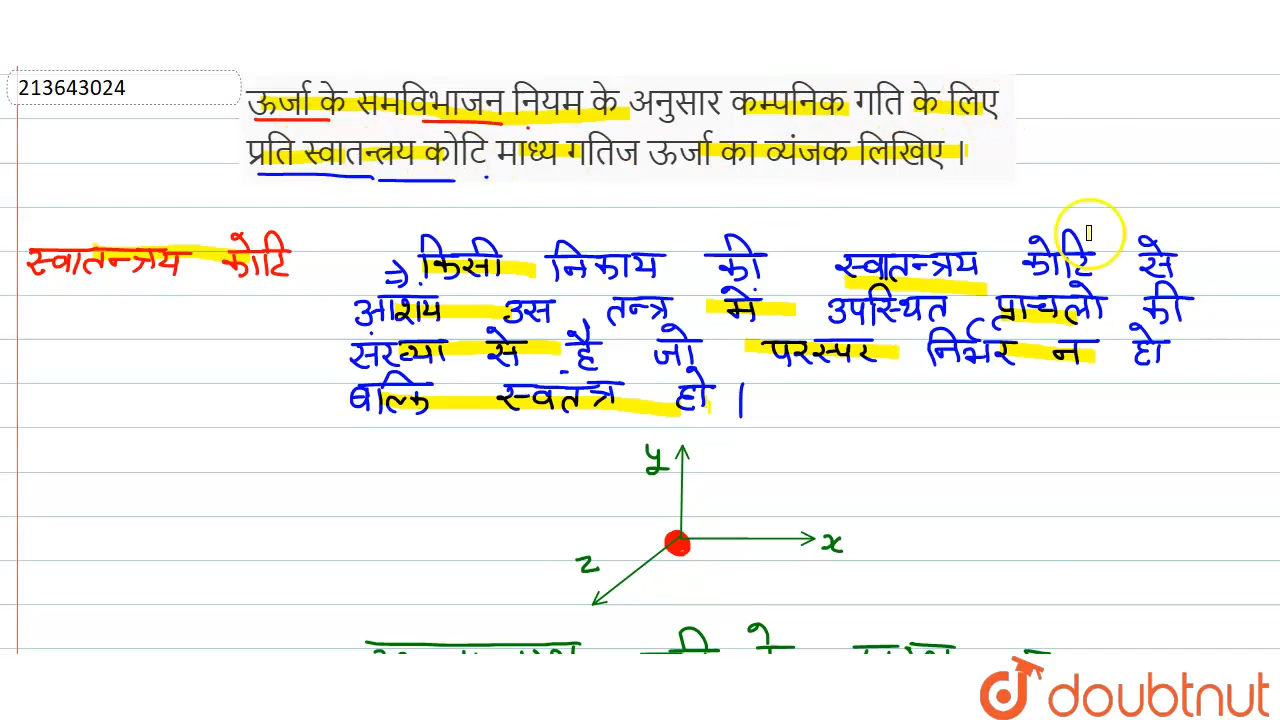 213643024
ऊर्जा के समविभाजन नियम के अनुसार कम्पनिक गति के लिए
प्रति स्वातन्त्रय कोटि माध्य गतिज ऊर्जा का व्यंजक लिखिए ।
स्वातन्त्रय कोटि
⇒ किसी निकाय की स्वातन्त्रय कोटि से
आशय उस तन्त्र में उपस्थित प्राचलो की
संख्या से है जो परस्पर निर्भर न हो
बल्कि स्वतंत्र हो ।
y
x
z
doubtnut